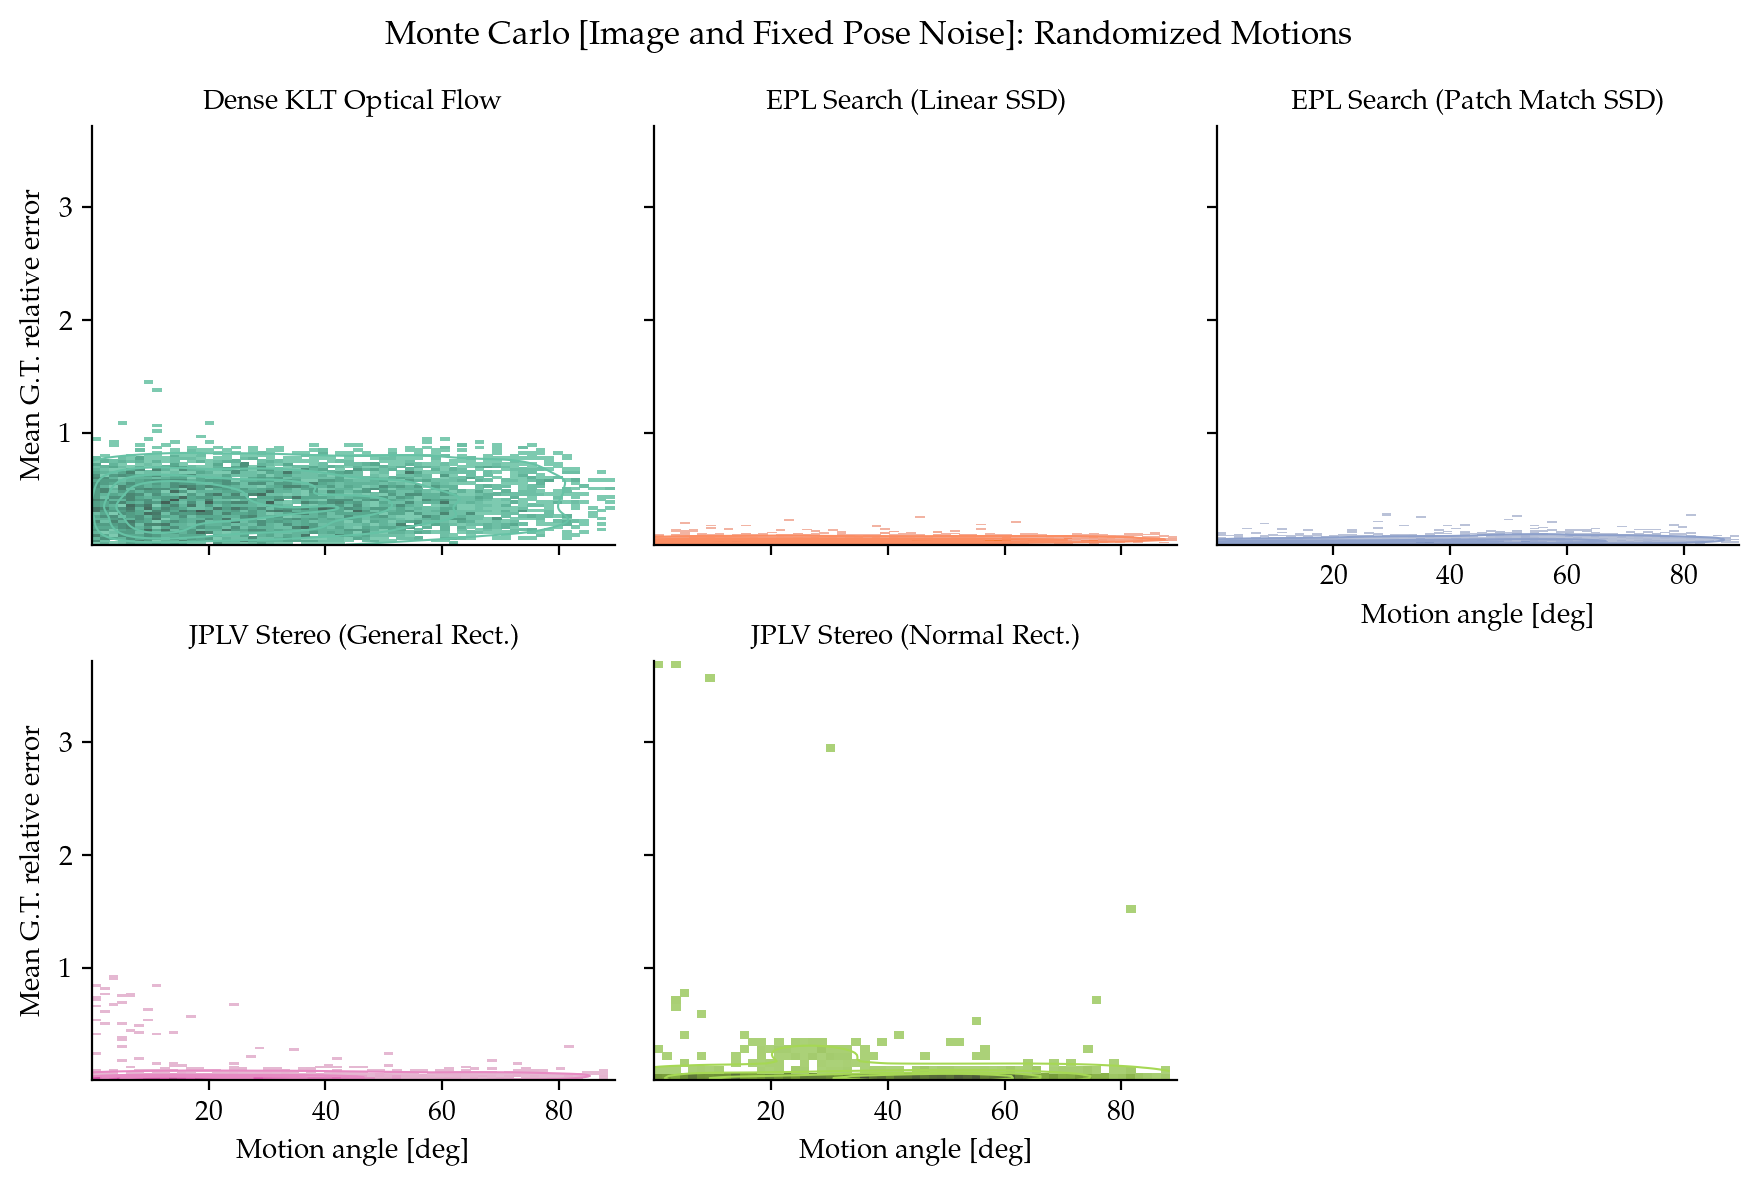 Monte Carlo [Image and Fixed Pose Noise]: Randomized Motions
Dense KLT Optical Flow
EPL Search (Linear SSD)
EPL Search (Patch Match SSD)
Mean G.T. relative error
3
2
1
20 40 60 80
Motion angle [deg]
JPLV Stereo (General Rect.)
JPLV Stereo (Normal Rect.)
Mean G.T. relative error
3
2
1
20 40 60 80
Motion angle [deg]
20 40 60 80
Motion angle [deg]